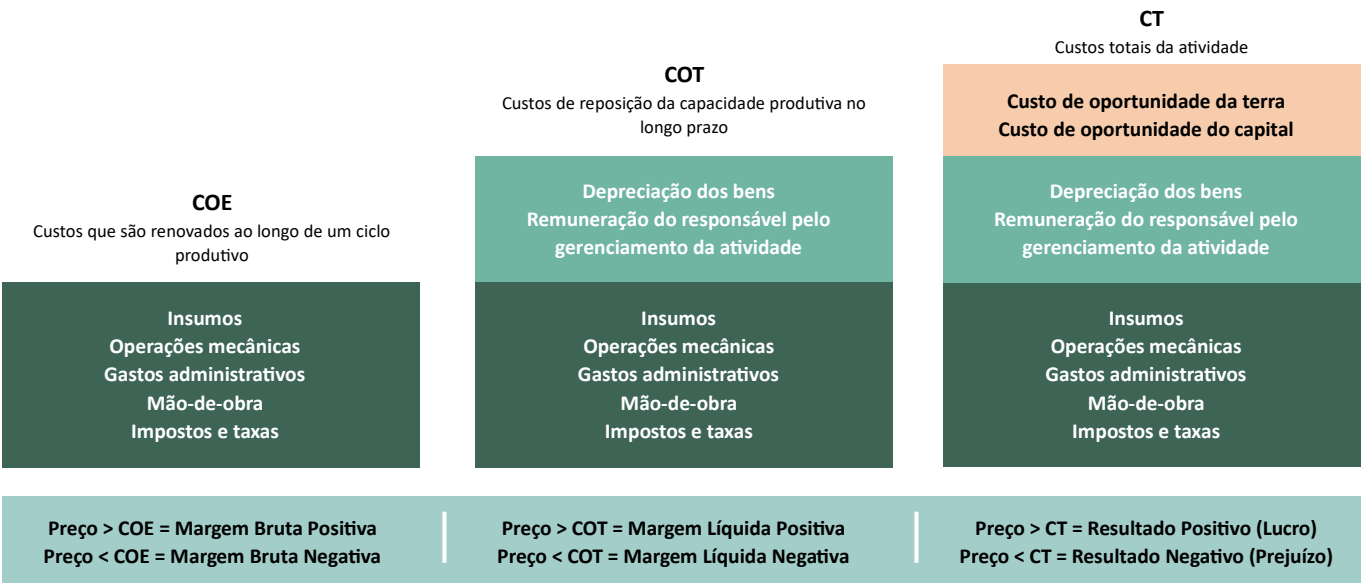 COE
Custos que são renovados ao longo de um ciclo
produtivo
Insumos
Operações mecânicas
Gastos administrativos
Mão-de-obra
Impostos e taxas
COT
Custos de reposição da capacidade produtiva no
longo prazo
Depreciação dos bens
Remuneração do responsável pelo
gerenciamento da atividade
Insumos
Operações mecânicas
Gastos administrativos
Mão-de-obra
Impostos e taxas
CT
Custos totais da atividade
Custo de oportunidade da terra
Custo de oportunidade do capital
Depreciação dos bens
Remuneração do responsável pelo
gerenciamento da atividade
Insumos
Operações mecânicas
Gastos administrativos
Mão-de-obra
Impostos e taxas
Preço > COE = Margem Bruta Positiva
Preço < COE = Margem Bruta Negativa
Preço > COT = Margem Líquida Positiva
Preço < COT = Margem Líquida Negativa
Preço > CT = Resultado Positivo (Lucro)
Preço < CT = Resultado Negativo (Prejuízo)